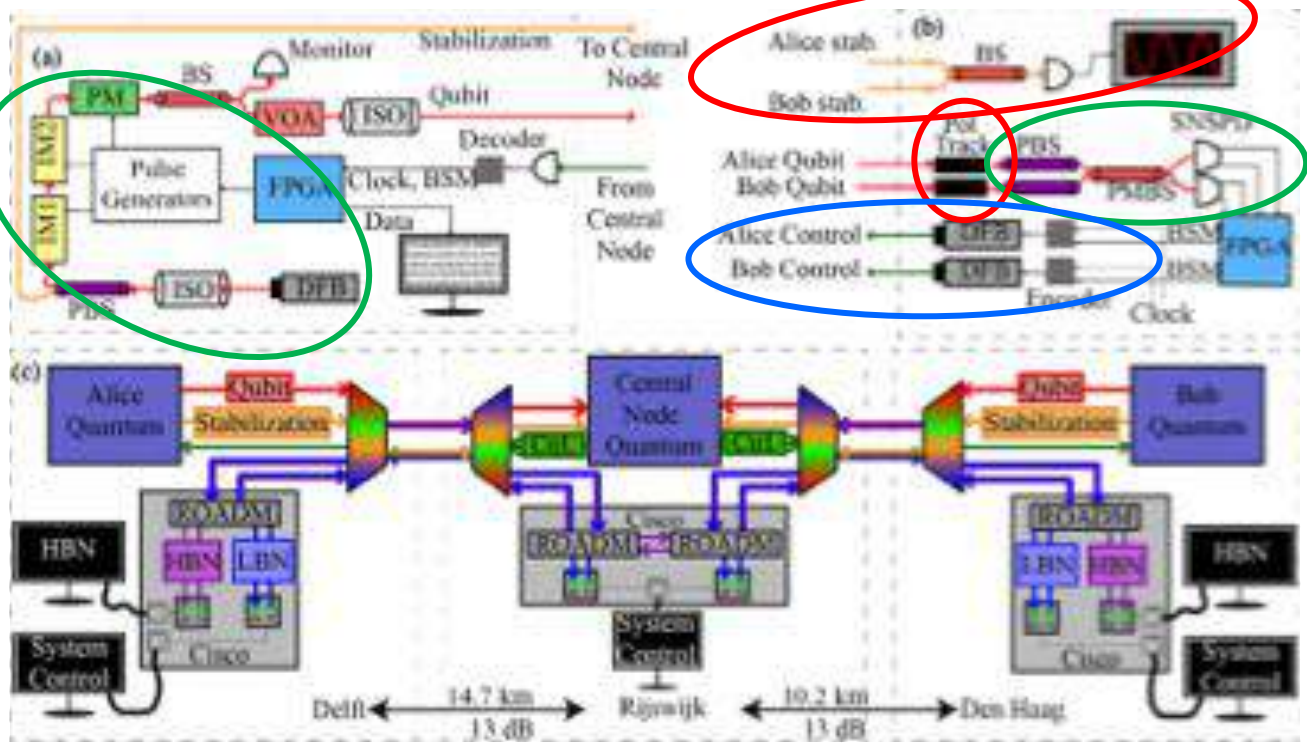 (a)
Stabilization
To Central
Node
Monitor
BS
PM
VOA
ISO
Qubit
IM2
IM1
Pulse
Generators
FPGA
Decoder
Clock, BSM
Data
From
Central
Node
PBS
ISO
DFB
(b)
Alice stab.
Bob stab.
BS
Pol.
Track
PBS
SNSPD
Alice Qubit
Bob Qubit
PMBS
Alice Control
Bob Control
DFB
DFB
BSM
BSM
FPGA
Encoder
Clock
(c)
Alice
Quantum
Qubit
Stabilization
Central
Node
Quantum
Ctrl.
Ctrl.
Qubit
Stabilization
Bob
Quantum
ROADM
HBN
LBN
Cisco
HBN
System
Control
Cisco
ROADM
ROADM
System
Control
ROADM
LBN
HBN
Cisco
HBN
System
Control
Delft
14.7 km
13 dB
Rijswijk
10.2 km
13 dB
Den Haag